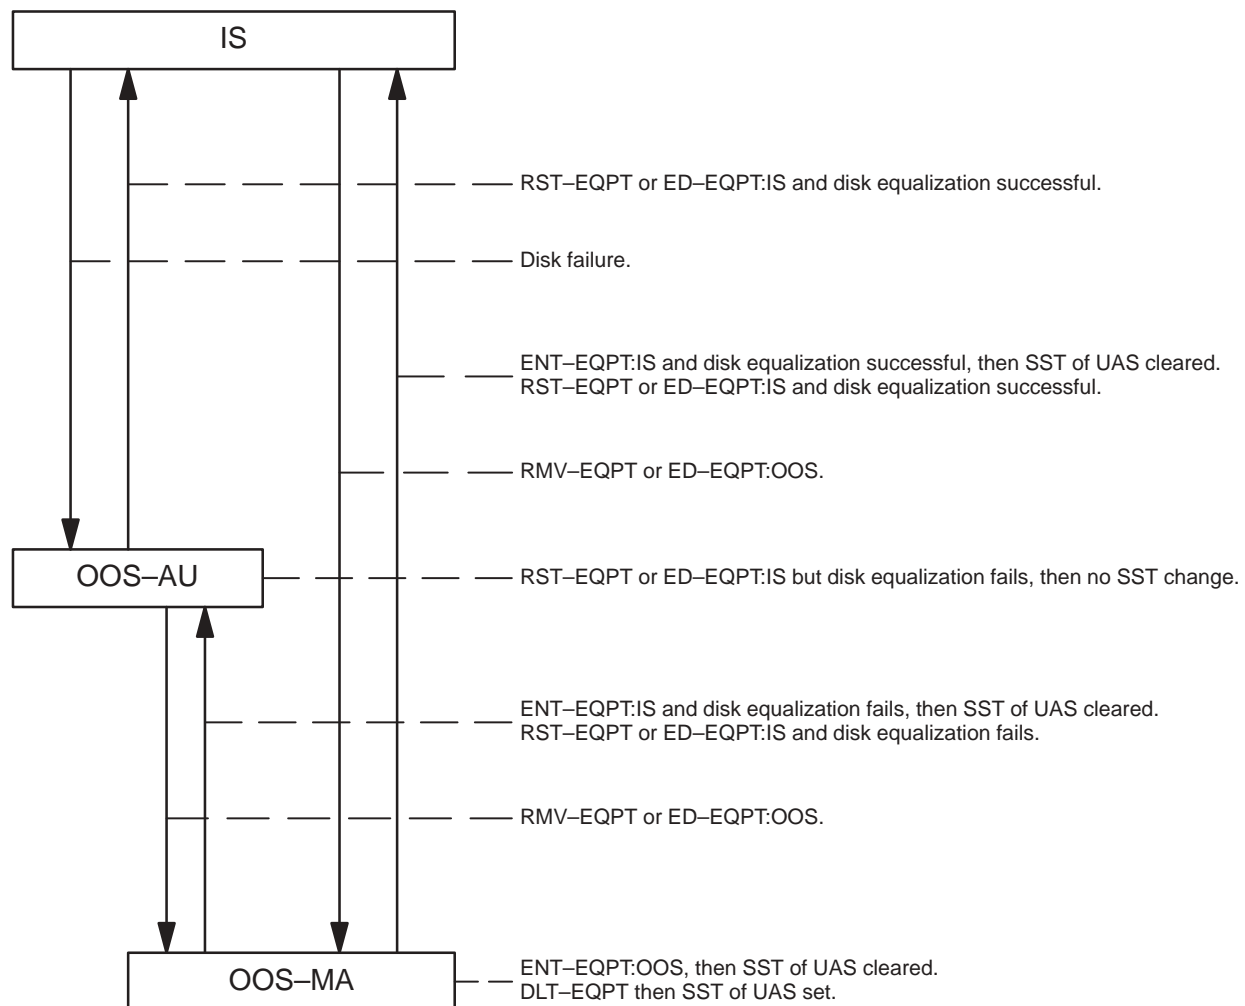 IS
RST–EQPT or ED–EQPT:IS and disk equalization successful.
Disk failure.
ENT–EQPT:IS and disk equalization successful, then SST of UAS cleared.
RST–EQPT or ED–EQPT:IS and disk equalization successful.
RMV–EQPT or ED–EQPT:OOS.
OOS–AU
RST–EQPT or ED–EQPT:IS but disk equalization fails, then no SST change.
ENT–EQPT:IS and disk equalization fails, then SST of UAS cleared.
RST–EQPT or ED–EQPT:IS and disk equalization fails.
RMV–EQPT or ED–EQPT:OOS.
OOS–MA
ENT–EQPT:OOS, then SST of UAS cleared.
DLT–EQPT then SST of UAS set.